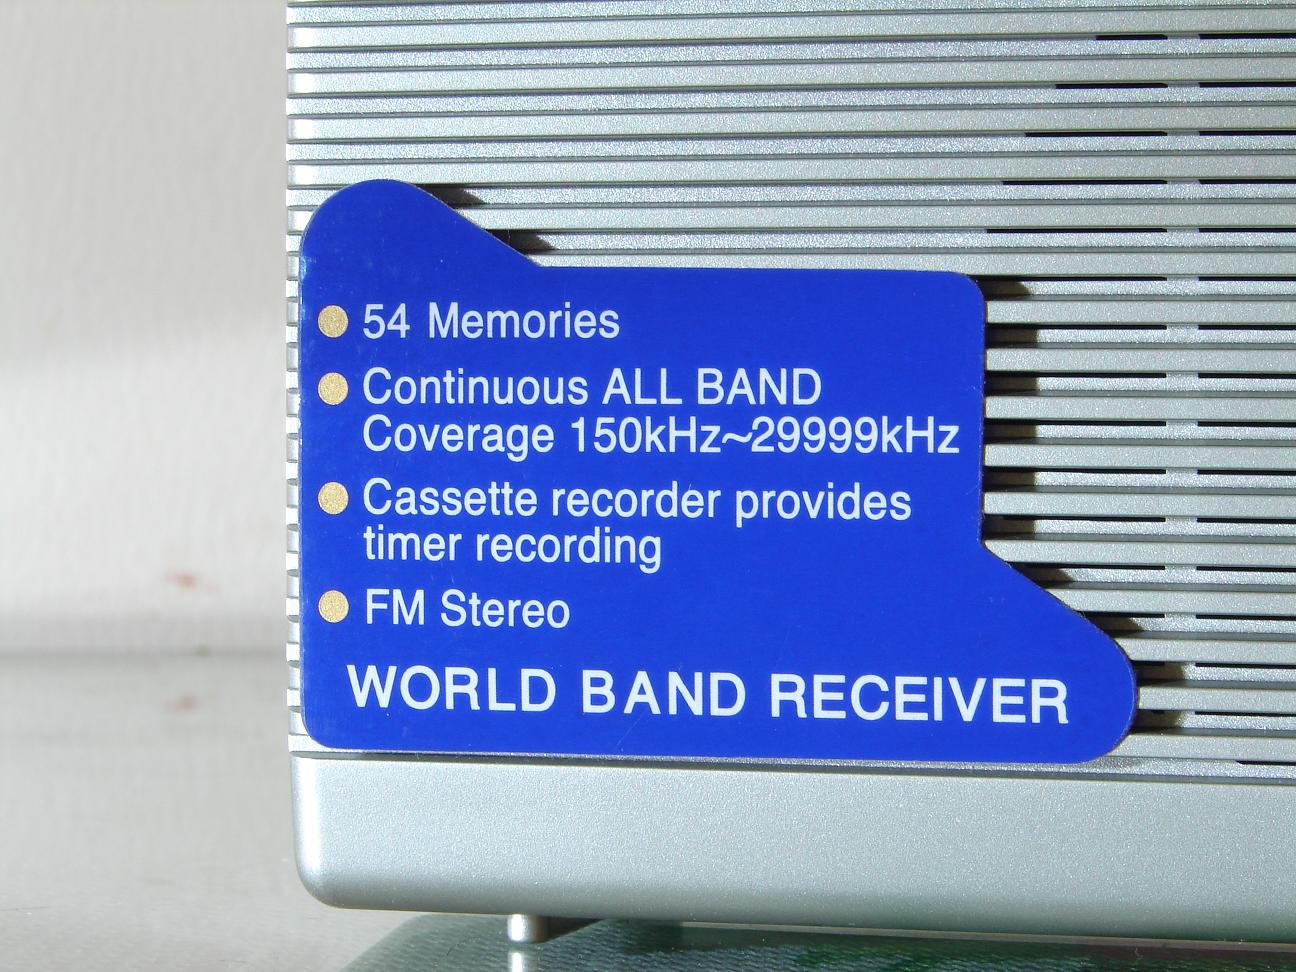 54 Memories
Continuous ALL BAND
Coverage 150kHz~29999kHz
Cassette recorder provides
timer recording
FM Stereo
WORLD BAND RECEIVER